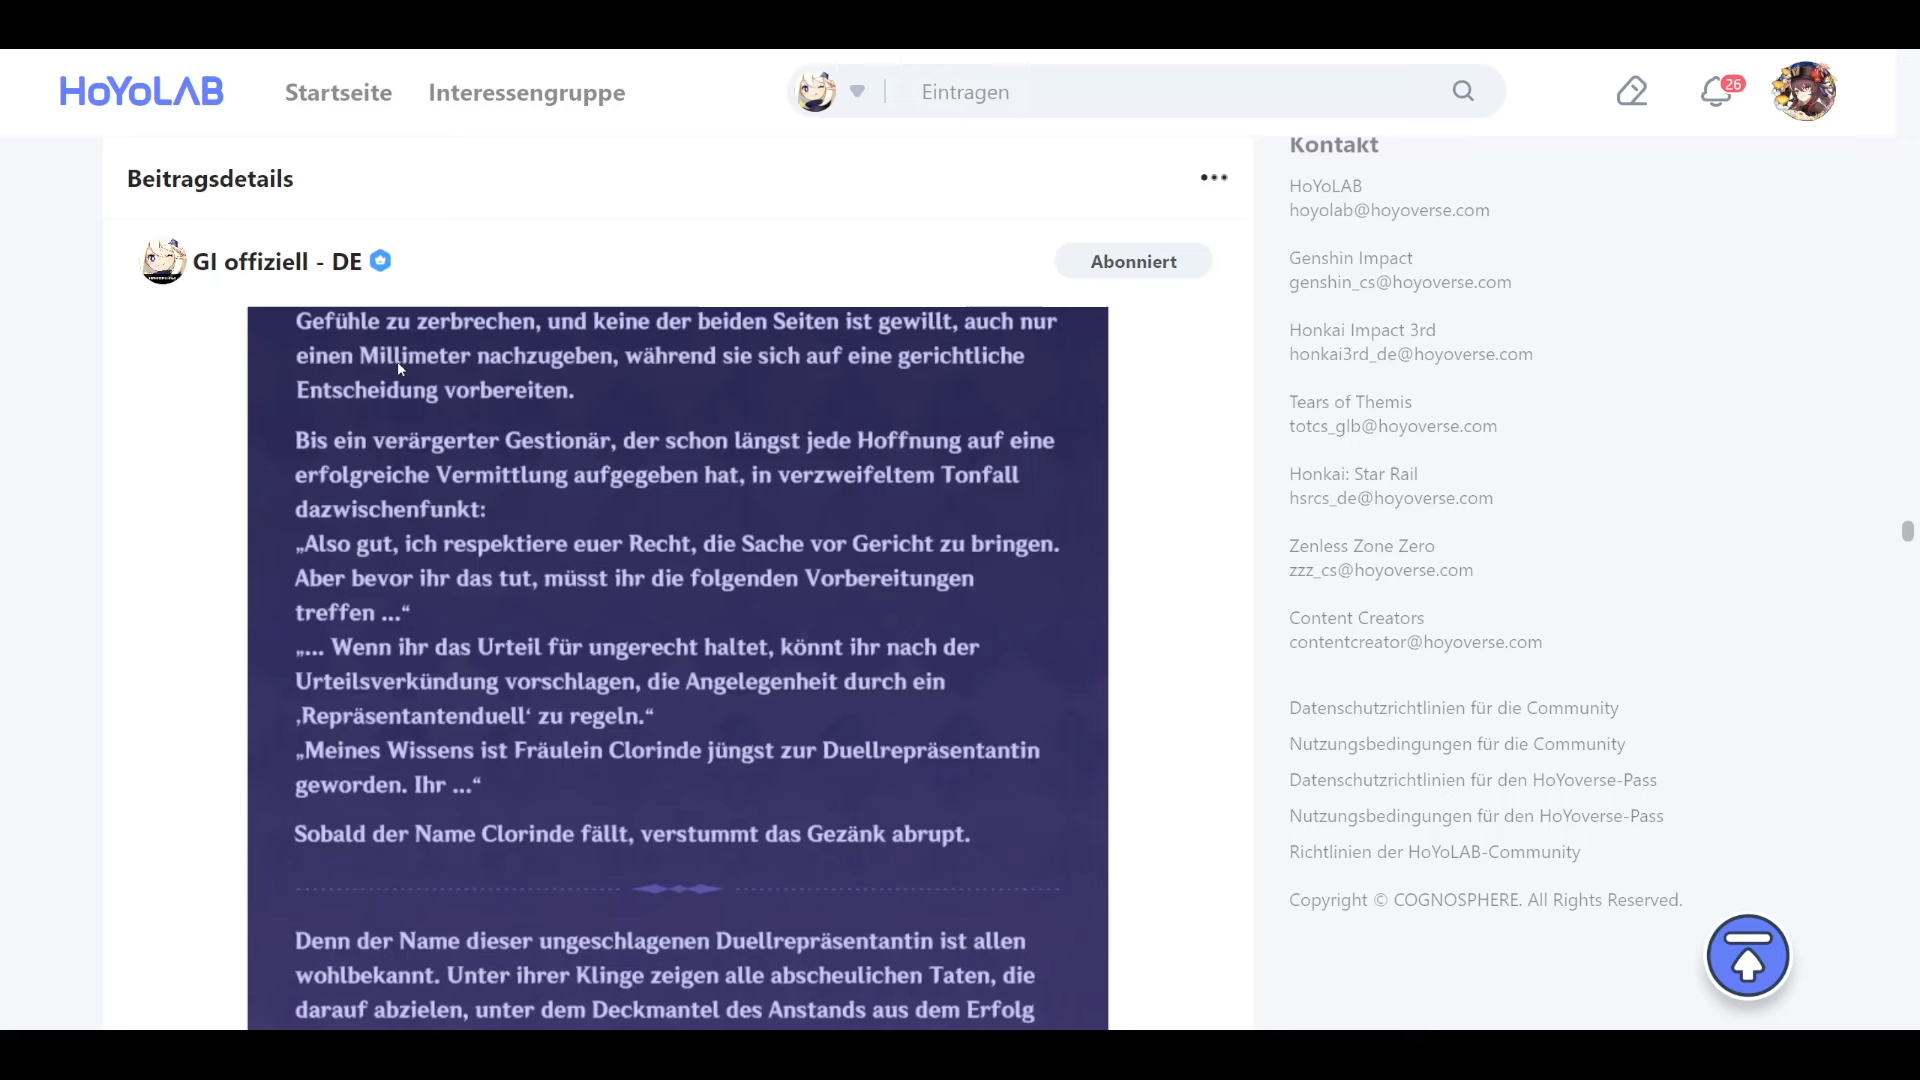 HoYoLAB
Startseite
Interessengruppe
Eintragen
26
Beitragsdetails
GI offiziell - DE
Abonniert
Gefühle zu zerbrechen, und keine der beiden Seiten ist gewillt, auch nur
einen Millimeter nachzugeben, während sie sich auf eine gerichtliche
Entscheidung vorbereiten.
Bis ein verärgerter Gestionär, der schon längst jede Hoffnung auf eine
erfolgreiche Vermittlung aufgegeben hat, in verzweifeltem Tonfall
dazwischenfunkt:
„Also gut, ich respektiere euer Recht, die Sache vor Gericht zu bringen.
Aber bevor ihr das tut, müsst ihr die folgenden Vorbereitungen
treffen ...“
„... Wenn ihr das Urteil für ungerecht haltet, könnt ihr nach der
Urteilsverkündung vorschlagen, die Angelegenheit durch ein
‚Repräsentantenduell‘ zu regeln.“
„Meines Wissens ist Fräulein Clorinde jüngst zur Duellrepräsentantin
geworden. Ihr ...“
Sobald der Name Clorinde fällt, verstummt das Gezänk abrupt.
Denn der Name dieser ungeschlagenen Duellrepräsentantin ist allen
wohlbekannt. Unter ihrer Klinge zeigen alle abscheulichen Taten, die
darauf abzielen, unter dem Deckmantel des Anstands aus dem Erfolg
Kontakt
HoYoLAB
hoyolab@hoyoverse.com
Genshin Impact
genshin_cs@hoyoverse.com
Honkai Impact 3rd
honkai3rd_de@hoyoverse.com
Tears of Themis
totcs_glb@hoyoverse.com
Honkai: Star Rail
hsrcs_de@hoyoverse.com
Zenless Zone Zero
zzz_cs@hoyoverse.com
Content Creators
contentcreator@hoyoverse.com
Datenschutzrichtlinien für die Community
Nutzungsbedingungen für die Community
Datenschutzrichtlinien für den HoYoverse-Pass
Nutzungsbedingungen für den HoYoverse-Pass
Richtlinien der HoYoLAB-Community
Copyright © COGNOSPHERE. All Rights Reserved.